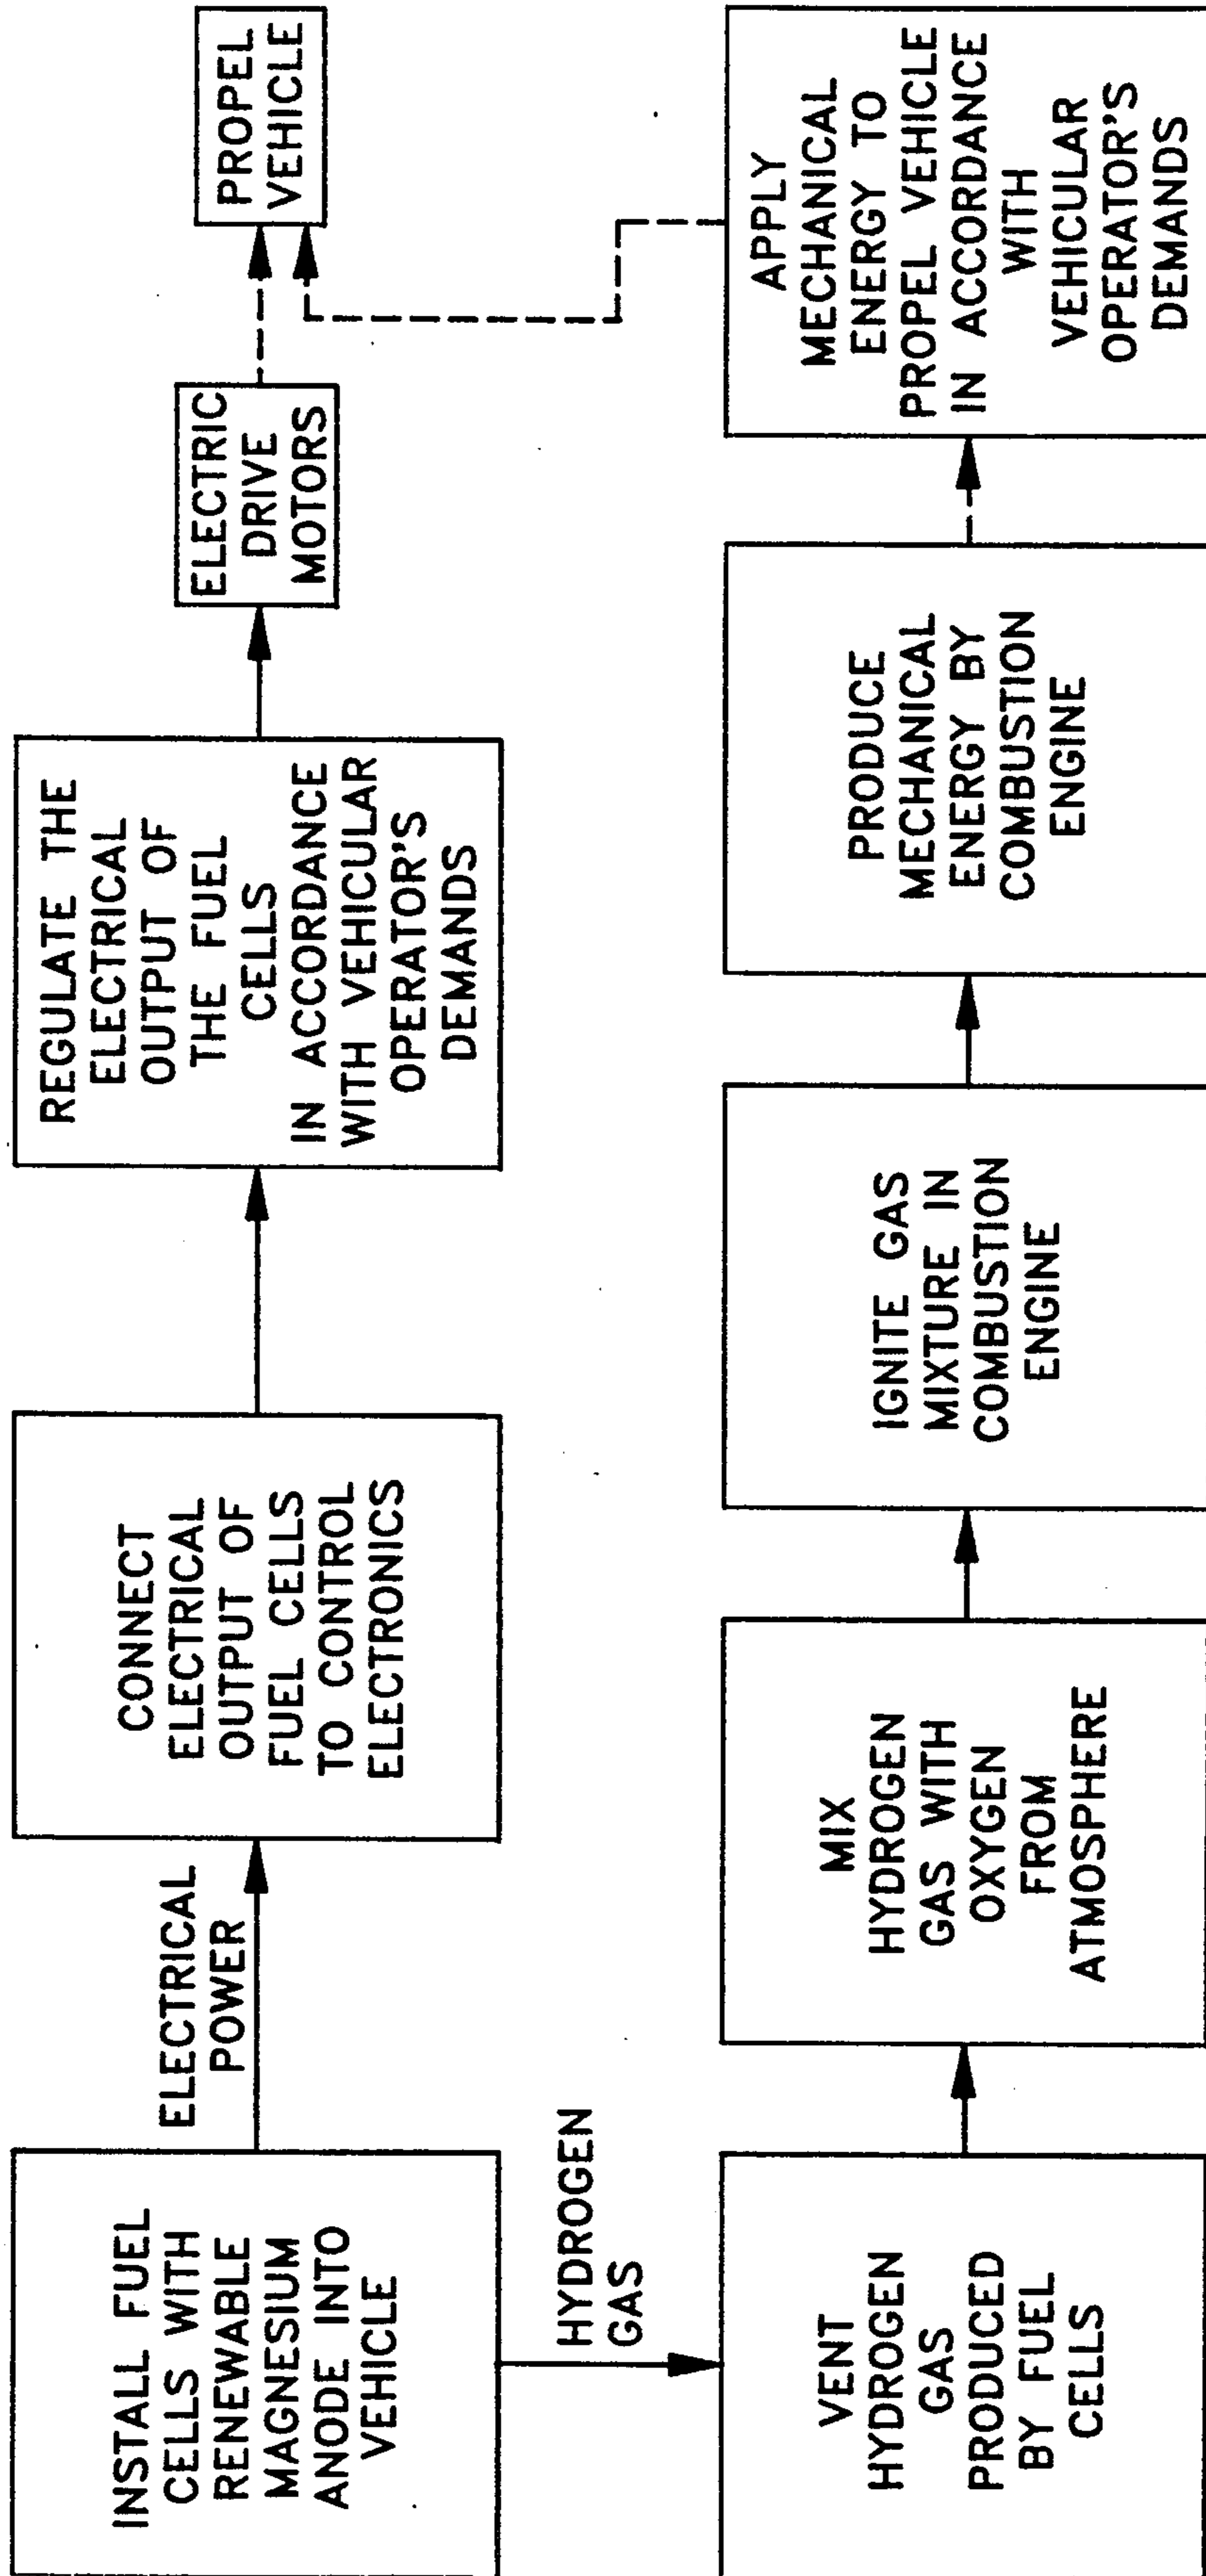 INSTALL FUEL
CELLS WITH
RENEWABLE
MAGNESIUM
ANODE INTO
VEHICLE
ELECTRICAL
POWER
CONNECT
ELECTRICAL
OUTPUT OF
FUEL CELLS
TO CONTROL
ELECTRONICS
REGULATE THE
ELECTRICAL
OUTPUT OF
THE FUEL
CELLS
IN ACCORDANCE
WITH VEHICULAR
OPERATOR'S
DEMANDS
ELECTRIC
DRIVE
MOTORS
PROPEL
VEHICLE
HYDROGEN
GAS
VENT
HYDROGEN
GAS
PRODUCED
BY FUEL
CELLS
MIX
HYDROGEN
GAS WITH
OXYGEN
FROM
ATMOSPHERE
IGNITE GAS
MIXTURE IN
COMBUSTION
ENGINE
PRODUCE
MECHANICAL
ENERGY BY
COMBUSTION
ENGINE
APPLY
MECHANICAL
ENERGY TO
PROPEL VEHICLE
IN ACCORDANCE
WITH
VEHICULAR
OPERATOR'S
DEMANDS